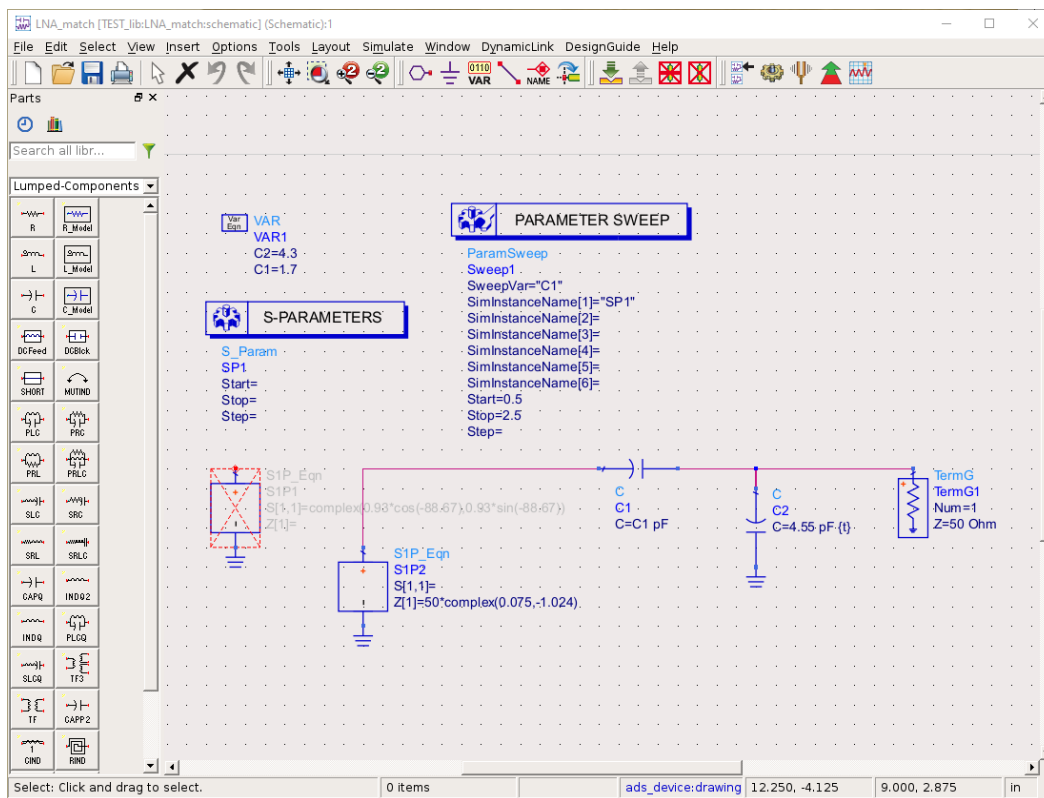 LNA_match [TEST_lib:LNA_match:schematic] (Schematic):1
File Edit Select View Insert Options Tools Layout Simulate Window DynamicLink DesignGuide Help
0110
VAR
NAME
Parts
Search all libr...
Lumped-Components
R R_Model
L L_Model
C C_Model
DCFeed DCBlck
SHORT MUTIND
PLC PRC
PRL PRLC
SLC SRC
SRL SRLC
CAPQ INDQ2
INDQ PLCQ
SLCQ TF3
TF CAPP2
CIND RIND
Var
Eqn
VAR
VAR1
C2=4.3
C1=1.7
S-PARAMETERS
S_Param
SP1
Start=
Stop=
Step=
PARAMETER SWEEP
ParamSweep
Sweep1
SweepVar="C1"
SimInstanceName[1]="SP1"
SimInstanceName[2]=
SimInstanceName[3]=
SimInstanceName[4]=
SimInstanceName[5]=
SimInstanceName[6]=
Start=0.5
Stop=2.5
Step=
S1P_Eqn
S1P1
S[1,1]=complex(0.93*cos(-88.67),0.93*sin(-88.67))
Z[1]=
S1P_Eqn
S1P2
S[1,1]=
Z[1]=50*complex(0.075,-1.024)
C
C1
C=C1 pF
C
C2
C=4.55 pF {t}
TermG
TermG1
Num=1
Z=50 Ohm
Select: Click and drag to select. 0 items ads_device:drawing 12.250, -4.125 9.000, 2.875 in